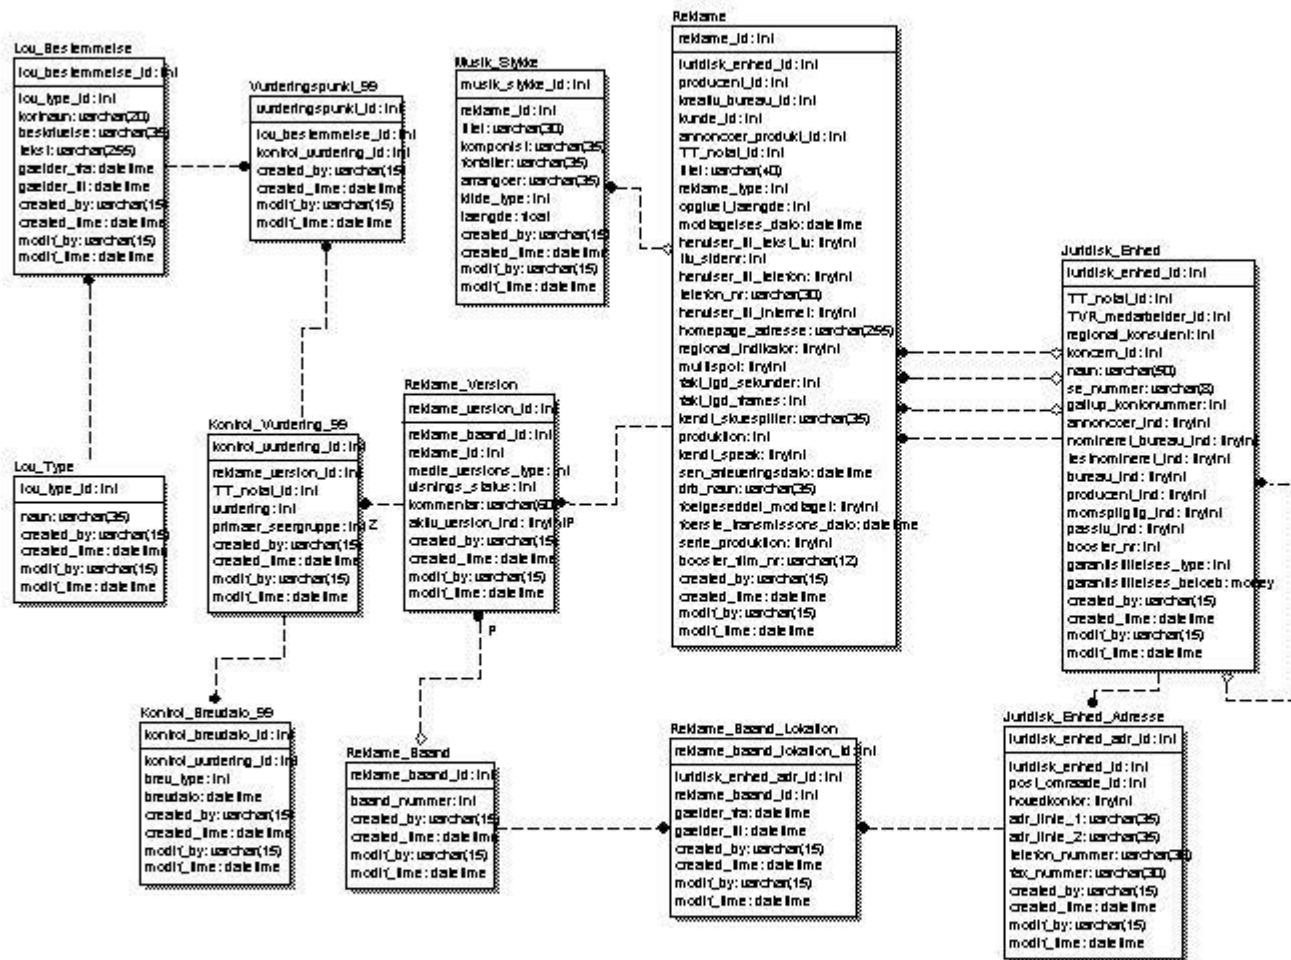 Lov_Bestemmelse
lov_bestemmelse_id: int
lov_type_id: int
kortnavn: varchar(20)
beskrivelse: varchar(35)
tekst: varchar(255)
gaelder_fra: datetime
gaelder_til: datetime
created_by: varchar(15)
created_time: datetime
modif_by: varchar(15)
modif_time: datetime
Vurderingspunkt_99
vurderingspunkt_id: int
lov_bestemmelse_id: int
kontrol_vurdering_id: int
created_by: varchar(15)
created_time: datetime
modif_by: varchar(15)
modif_time: datetime
Musik_Stykke
musik_stykke_id: int
reklame_id: int
titel: varchar(30)
komponist: varchar(35)
forfatter: varchar(35)
arrangoer: varchar(35)
kilde_type: int
laengde: float
created_by: varchar(15)
created_time: datetime
modif_by: varchar(15)
modif_time: datetime
Reklame
reklame_id: int
juridisk_enhed_id: int
producent_id: int
kreativ_bureau_id: int
kunde_id: int
annoncoer_produkt_id: int
TT_notat_id: int
titel: varchar(40)
reklame_type: int
opgivet_laengde: int
modtagelses_dato: datetime
henviser_til_tekst_tv: tinyint
ttv_sidenr: int
henviser_til_telefon: tinyint
telefon_nr: varchar(30)
henviser_til_internet: tinyint
homepage_adresse: varchar(255)
regional_indikator: tinyint
multispot: tinyint
fakt_lgd_sekunder: int
fakt_lgd_frames: int
kendt_skuespiller: varchar(35)
produktion: int
kendt_speak: tinyint
sen_afleveringsdato: datetime
drb_navn: varchar(35)
foelgeseddel_modtaget: tinyint
foerste_transmissons_dato: datetime
serie_produktion: tinyint
booster_film_nr: varchar(12)
created_by: varchar(15)
created_time: datetime
modif_by: varchar(15)
modif_time: datetime
Juridisk_Enhed
juridisk_enhed_id: int
TT_notat_id: int
TVR_medarbejder_id: int
regional_konsulent: int
koncern_id: int
navn: varchar(50)
se_nummer: varchar(8)
gallup_kontonummer: int
annoncoer_ind: tinyint
nomineret_bureau_ind: tinyint
testnomineret_ind: tinyint
bureau_ind: tinyint
producent_ind: tinyint
momspligtig_ind: tinyint
passiv_ind: tinyint
booster_nr: int
garantistillelses_type: int
garantistillelses_beloeb: money
created_by: varchar(15)
created_time: datetime
modif_by: varchar(15)
modif_time: datetime
Lov_Type
lov_type_id: int
navn: varchar(35)
created_by: varchar(15)
created_time: datetime
modif_by: varchar(15)
modif_time: datetime
Kontrol_Vurdering_99
kontrol_vurdering_id: int
reklame_version_id: int
TT_notat_id: int
vurdering: int
primaer_seergruppe: int
created_by: varchar(15)
created_time: datetime
modif_by: varchar(15)
modif_time: datetime
Z
Reklame_Version
reklame_version_id: int
reklame_baand_id: int
reklame_id: int
medie_versions_type: int
visnings_status: int
kommentar: varchar(60)
aktiv_version_ind: tinyint
created_by: varchar(15)
created_time: datetime
modif_by: varchar(15)
modif_time: datetime
P
P
Kontrol_Brevdato_99
kontrol_brevdato_id: int
kontrol_vurdering_id: int
brev_type: int
brevdato: datetime
created_by: varchar(15)
created_time: datetime
modif_by: varchar(15)
modif_time: datetime
Reklame_Baand
reklame_baand_id: int
baand_nummer: int
created_by: varchar(15)
created_time: datetime
modif_by: varchar(15)
modif_time: datetime
Reklame_Baand_Lokation
reklame_baand_lokation_id: int
juridisk_enhed_adr_id: int
reklame_baand_id: int
gaelder_fra: datetime
gaelder_til: datetime
created_by: varchar(15)
created_time: datetime
modif_by: varchar(15)
modif_time: datetime
Juridisk_Enhed_Adresse
juridisk_enhed_adr_id: int
juridisk_enhed_id: int
post_omraade_id: int
hovedkontor: tinyint
adr_linie_1: varchar(35)
adr_linie_2: varchar(35)
telefon_nummer: varchar(30)
fax_nummer: varchar(30)
created_by: varchar(15)
created_time: datetime
modif_by: varchar(15)
modif_time: datetime